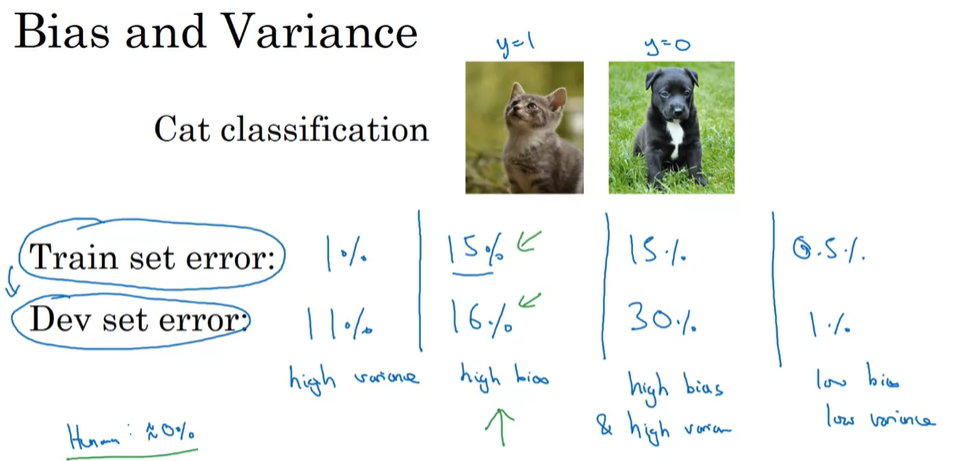 Bias and Variance
y=1 y=0
Cat classification
Train set error: 1% 15% 15% 0.5%
Dev set error: 11% 16% 30% 1%
high variance high bias high bias low bias
& high varian low variance
Human: ≈0%